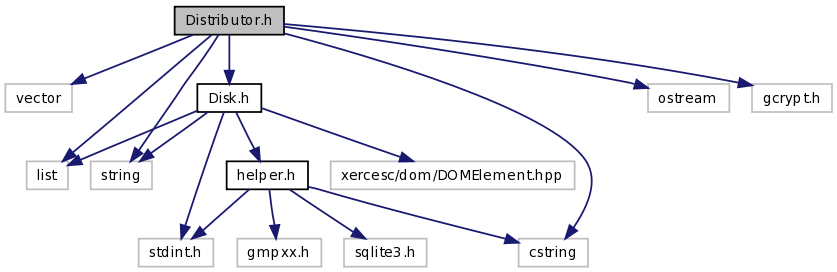 Distributor.h
vector
Disk.h
ostream
gcrypt.h
list
string
helper.h
xercesc/dom/DOMElement.hpp
stdint.h
gmpxx.h
sqlite3.h
cstring